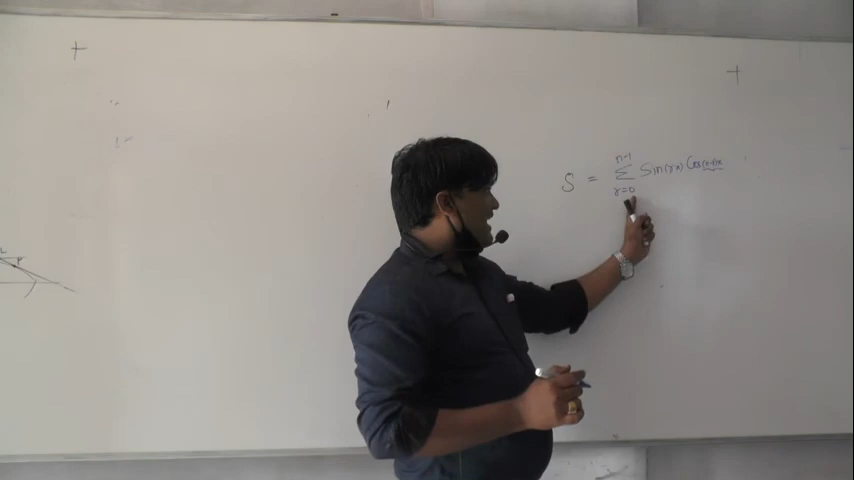 n-1
S = Σ Sin(rx) Cos(n-r)x
r=0
P